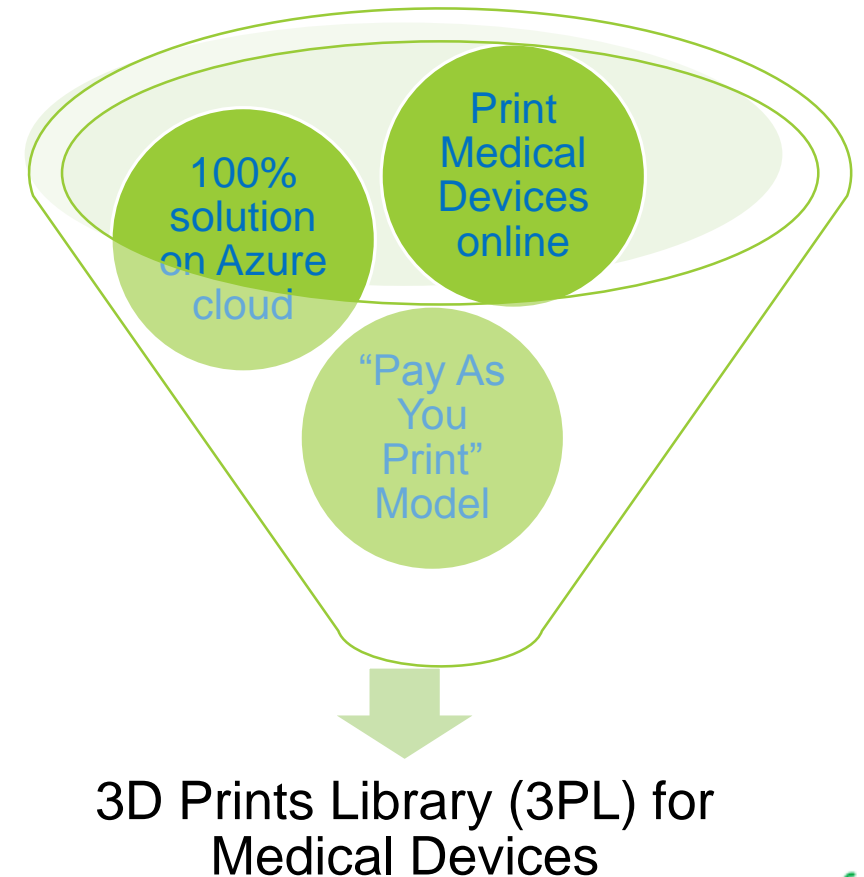 Print
Medical
Devices
online
100%
solution
on Azure
cloud
“Pay As
You
Print”
Model
3D Prints Library (3PL) for
Medical Devices